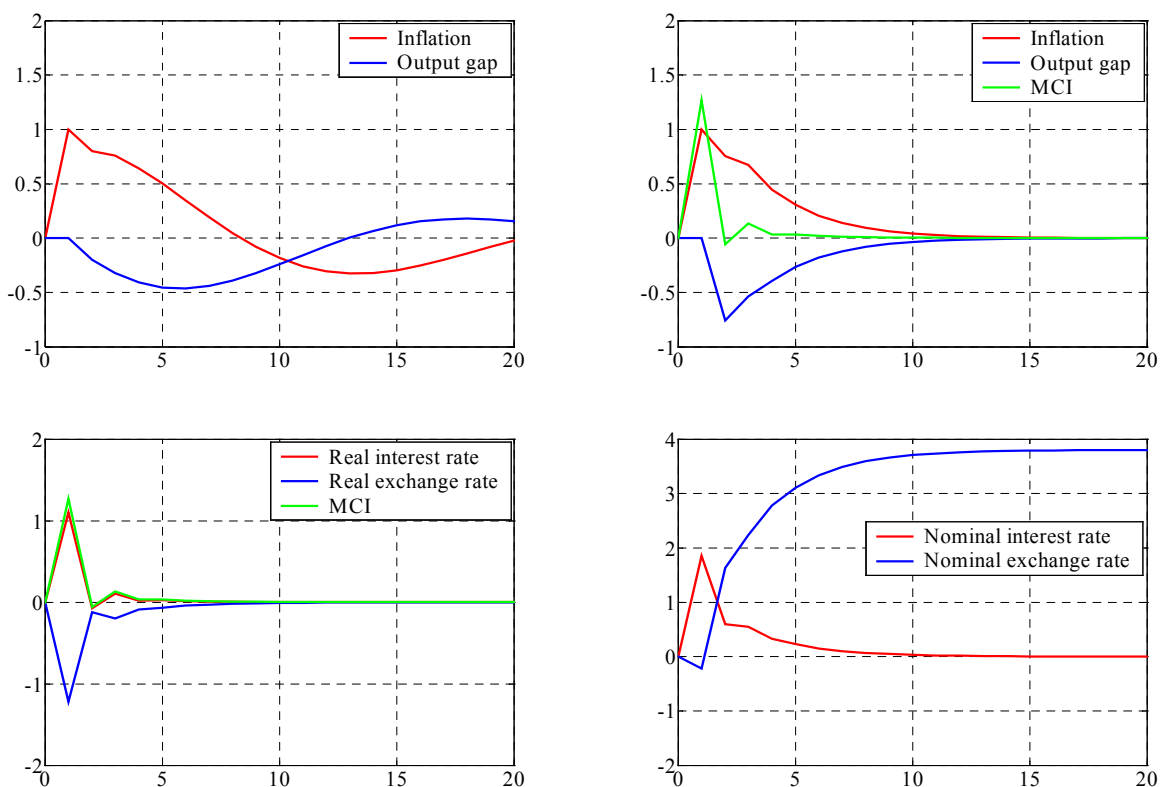 2
1.5
1
0.5
0
-0.5
-1
0 5 10 15 20
Inflation
Output gap
2
1.5
1
0.5
0
-0.5
-1
0 5 10 15 20
Inflation
Output gap
MCI
2
1
0
-1
-2
0 5 10 15 20
Real interest rate
Real exchange rate
MCI
4
3
2
1
0
-1
-2
0 5 10 15 20
Nominal interest rate
Nominal exchange rate